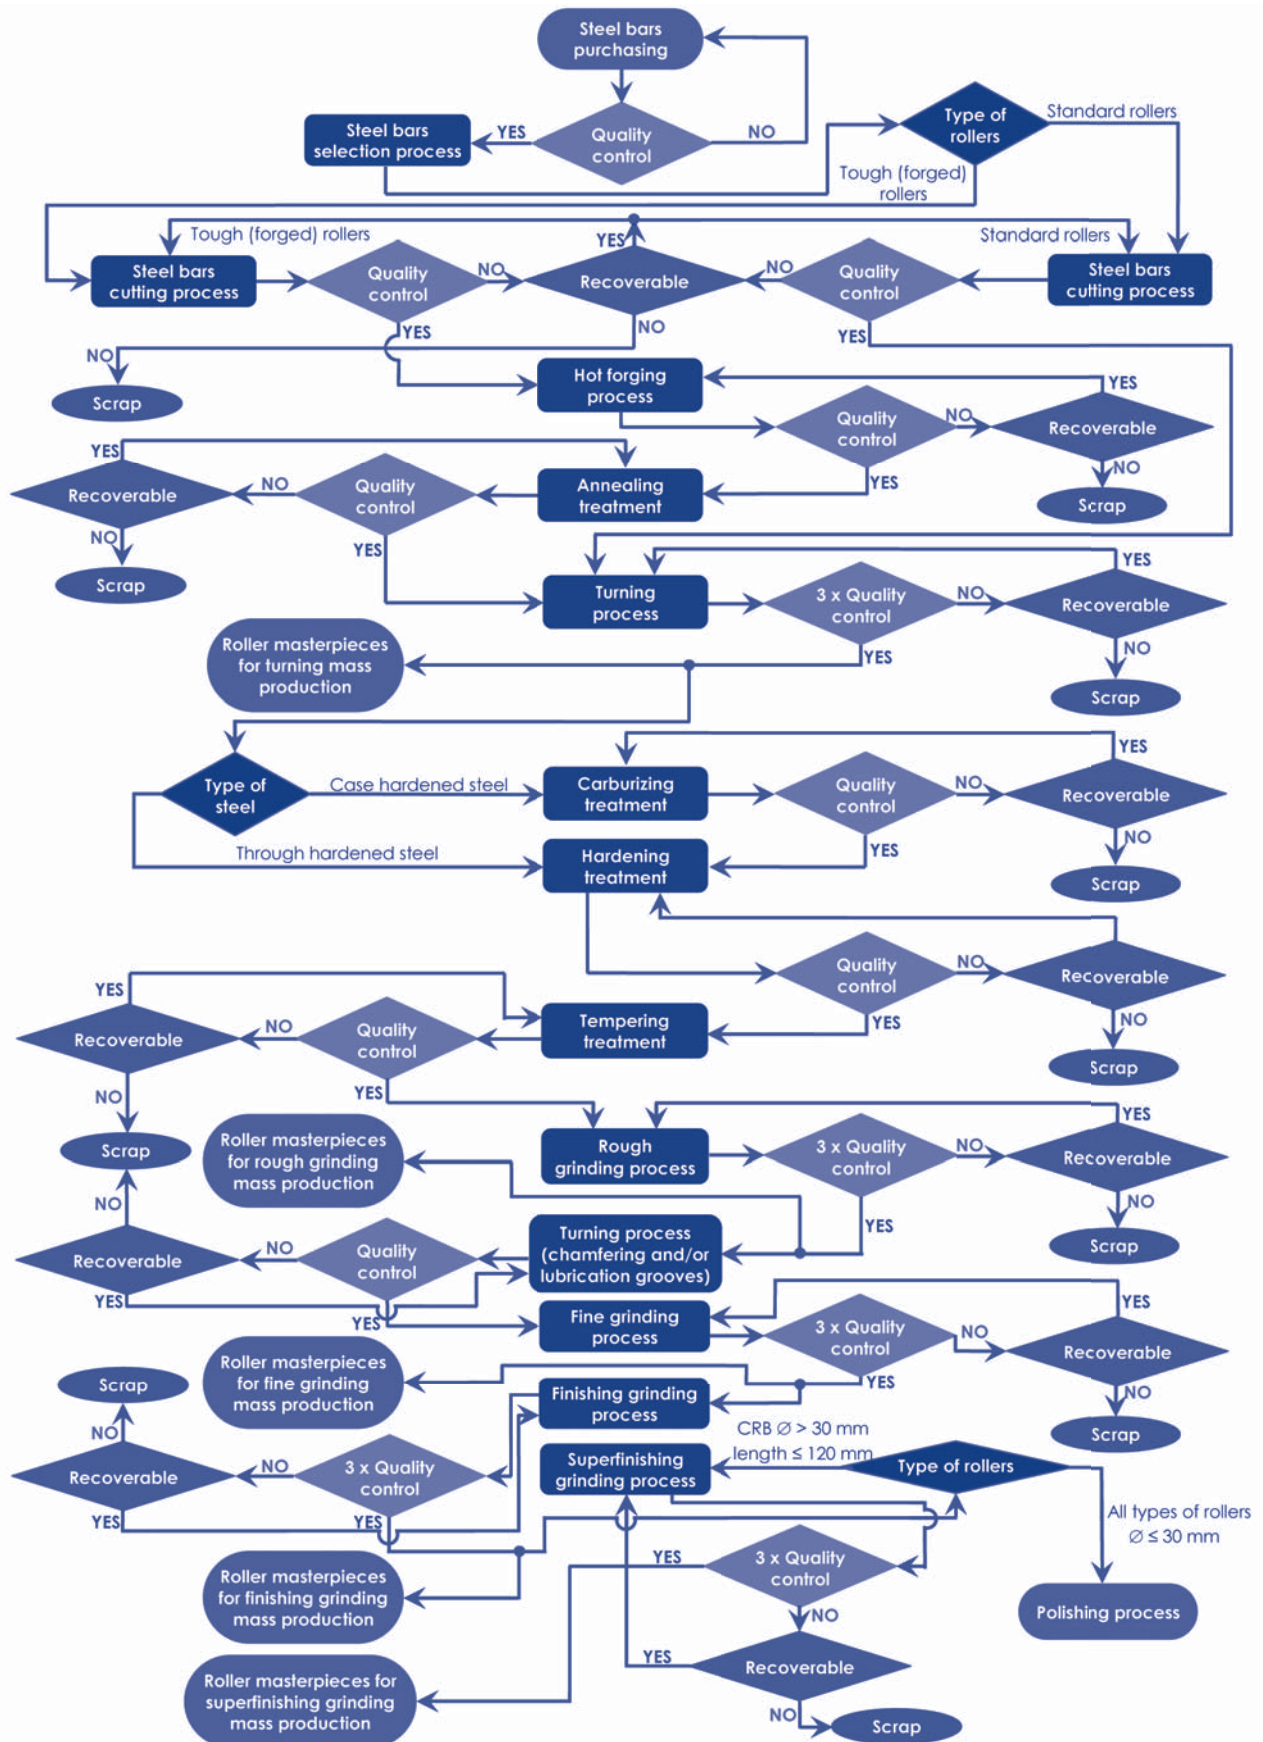 Steel bars
purchasing
Steel bars
selection process
YES
Quality
control
NO
Type of
rollers
Standard rollers
Tough (forged)
rollers
Tough (forged) rollers
YES
Standard rollers
Steel bars
cutting process
Quality
control
NO
Recoverable
NO
Quality
control
Steel bars
cutting process
YES
NO
YES
NO
Scrap
Hot forging
process
YES
Quality
control
NO
Recoverable
YES
NO
Scrap
YES
Recoverable
NO
Quality
control
Annealing
treatment
NO
Scrap
YES
Turning
process
3 x Quality
control
NO
YES
Recoverable
YES
NO
Scrap
Roller masterpieces
for turning mass
production
Type of
steel
Case hardened steel
Carburizing
treatment
Quality
control
NO
YES
Recoverable
YES
NO
Scrap
Through hardened steel
Hardening
treatment
Quality
control
NO
Recoverable
YES
NO
Scrap
YES
Recoverable
NO
Quality
control
Tempering
treatment
NO
Scrap
YES
Roller masterpieces
for rough grinding
mass production
Rough
grinding process
3 x Quality
control
NO
YES
Recoverable
YES
NO
Scrap
NO
Recoverable
NO
Quality
control
Turning process
(chamfering and/or
lubrication grooves)
YES
YES
Fine grinding
process
3 x Quality
control
NO
YES
Recoverable
YES
NO
Scrap
Roller masterpieces
for fine grinding
mass production
Scrap
NO
Recoverable
NO
3 x Quality
control
Finishing grinding
process
YES
YES
CRB Ø > 30 mm
length ≤ 120 mm
Superfinishing
grinding process
Type of rollers
All types of rollers
Ø ≤ 30 mm
Polishing process
Roller masterpieces
for finishing grinding
mass production
YES
3 x Quality
control
NO
YES
Recoverable
NO
Scrap
Roller masterpieces for
superfinishing grinding
mass production